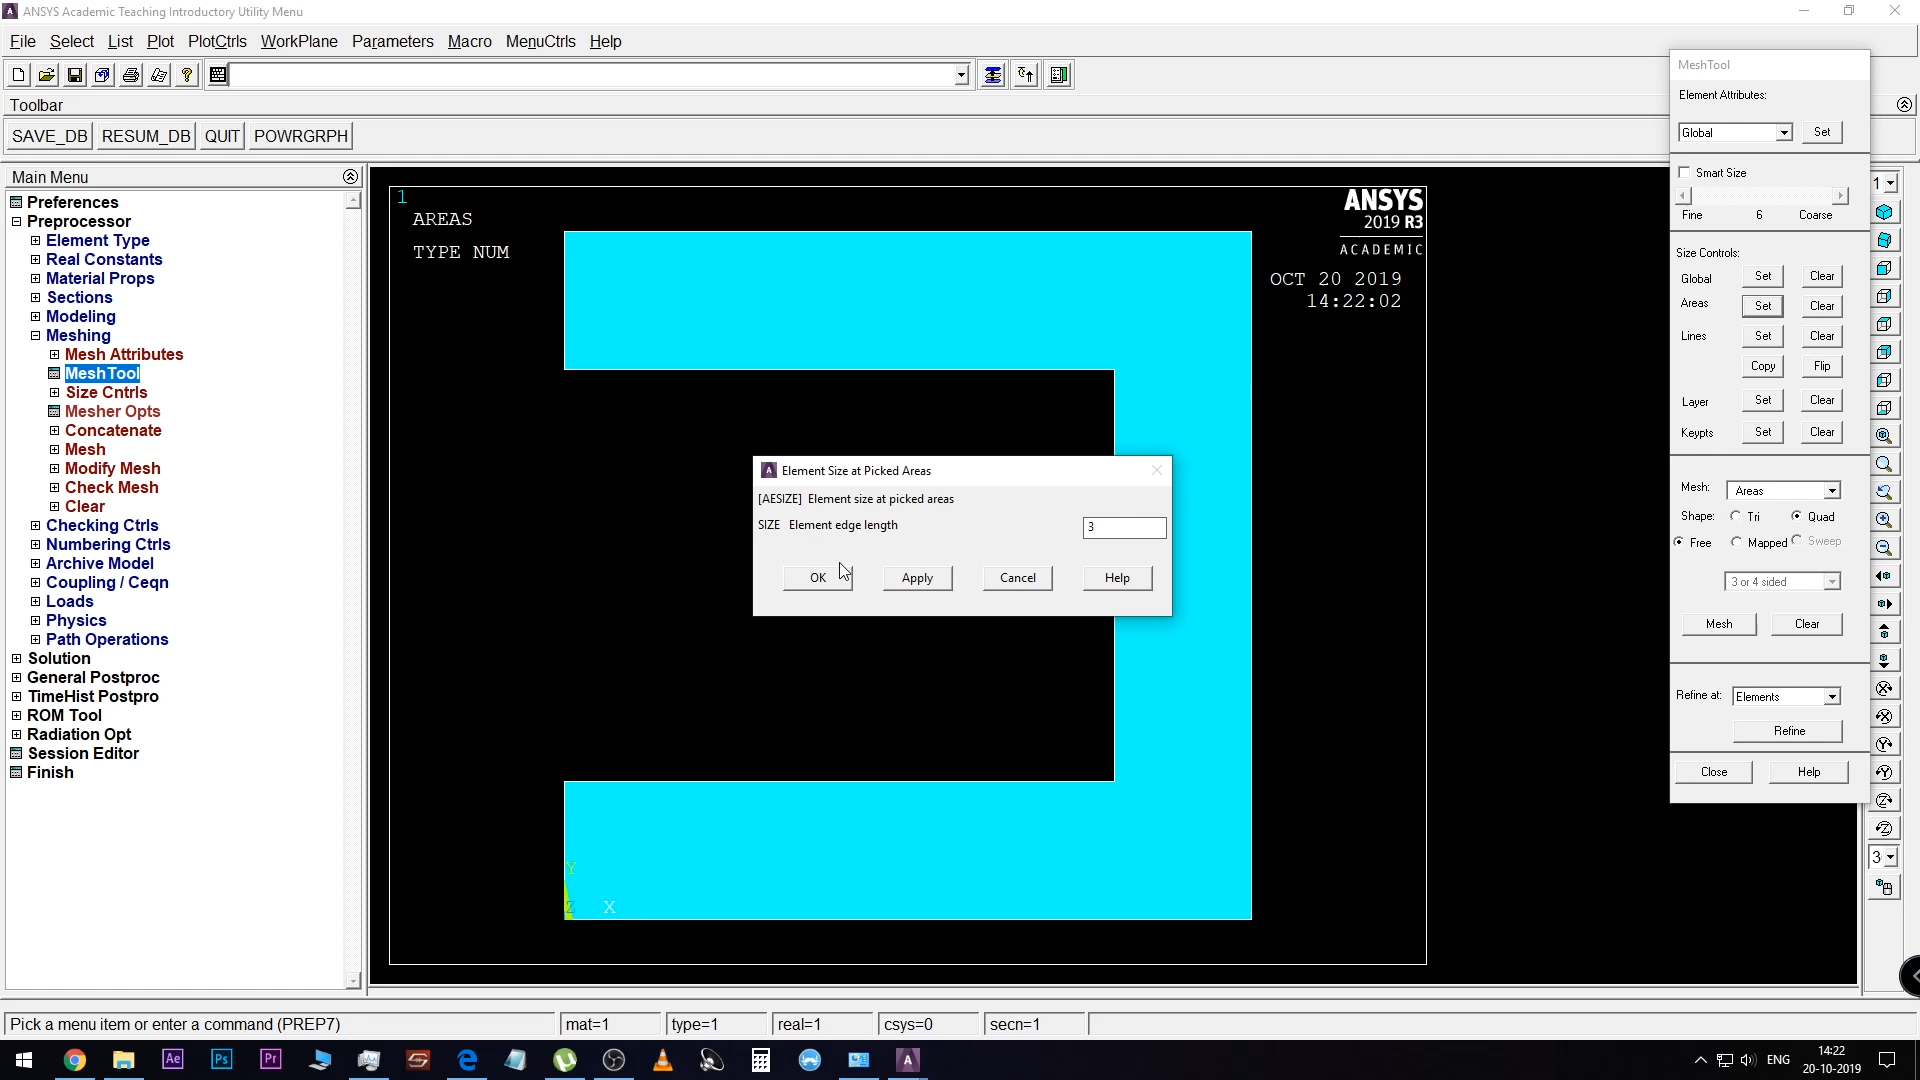 ANSYS Academic Teaching Introductory Utility Menu
File Select List Plot PlotCtrls WorkPlane Parameters Macro MenuCtrls Help
Toolbar
SAVE_DB RESUM_DB QUIT POWRGRPH
Main Menu
Preferences
Preprocessor
Element Type
Real Constants
Material Props
Sections
Modeling
Meshing
Mesh Attributes
MeshTool
Size Cntrls
Mesher Opts
Concatenate
Mesh
Modify Mesh
Check Mesh
Clear
Checking Ctrls
Numbering Ctrls
Archive Model
Coupling / Ceqn
Loads
Physics
Path Operations
Solution
General Postproc
TimeHist Postpro
ROM Tool
Radiation Opt
Session Editor
Finish
1
AREAS
TYPE NUM
ANSYS
2019 R3
ACADEMIC
OCT 20 2019
14:22:02
Y
Z X
Element Size at Picked Areas
[AESIZE] Element size at picked areas
SIZE Element edge length 3
OK Apply Cancel Help
MeshTool
Element Attributes:
Global Set
Smart Size
Fine 6 Coarse
Size Controls:
Global Set Clear
Areas Set Clear
Lines Set Clear
Copy Flip
Layer Set Clear
Keypts Set Clear
Mesh: Areas
Shape: Tri Quad
Free Mapped Sweep
3 or 4 sided
Mesh Clear
Refine at: Elements
Refine
Close Help
1
3
Pick a menu item or enter a command (PREP7) mat=1 type=1 real=1 csys=0 secn=1
Ae Ps Pr
ENG
14:22
20-10-2019